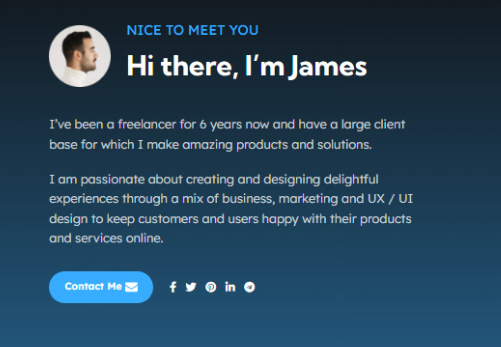 NICE TO MEET YOU
Hi there, I'm James
I've been a freelancer for 6 years now and have a large client
base for which I make amazing products and solutions.
I am passionate about creating and designing delightful
experiences through a mix of business, marketing and UX / UI
design to keep customers and users happy with their products
and services online.
Contact Me